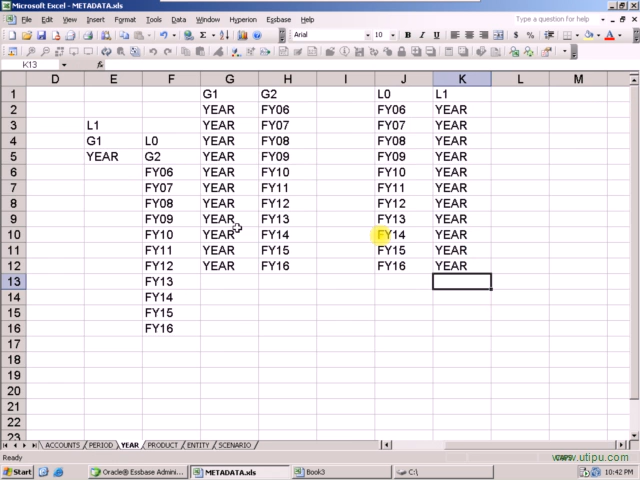 Microsoft Excel - METADATA.xls
File Edit View Insert Format Tools Data Window Hyperion Essbase Help Type a question for help
Arial 10 B I U $ %
K13 fx
D E F G H I J K L M
1 G1 G2 L0 L1
2 YEAR FY06 FY06 YEAR
3 L1 YEAR FY07 FY07 YEAR
4 G1 L0 YEAR FY08 FY08 YEAR
5 YEAR G2 YEAR FY09 FY09 YEAR
6 FY06 YEAR FY10 FY10 YEAR
7 FY07 YEAR FY11 FY11 YEAR
8 FY08 YEAR FY12 FY12 YEAR
9 FY09 YEAR FY13 FY13 YEAR
10 FY10 YEAR FY14 FY14 YEAR
11 FY11 YEAR FY15 FY15 YEAR
12 FY12 YEAR FY16 FY16 YEAR
13 FY13
14 FY14
15 FY15
16 FY16
17
18
19
20
21
22
23
ACCOUNTS PERIOD YEAR PRODUCT ENTITY SCENARIO
Ready
www.utipu.com
Start Oracle® Essbase Admini... METADATA.xls Book3 C:\ 10:42 PM